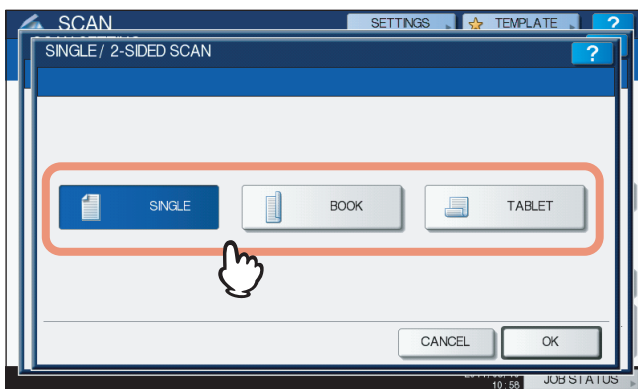 SCAN
SETTINGS
TEMPLATE
?
SINGLE / 2-SIDED SCAN
?
SINGLE
BOOK
TABLET
CANCEL
OK
10:58
JOB STATUS